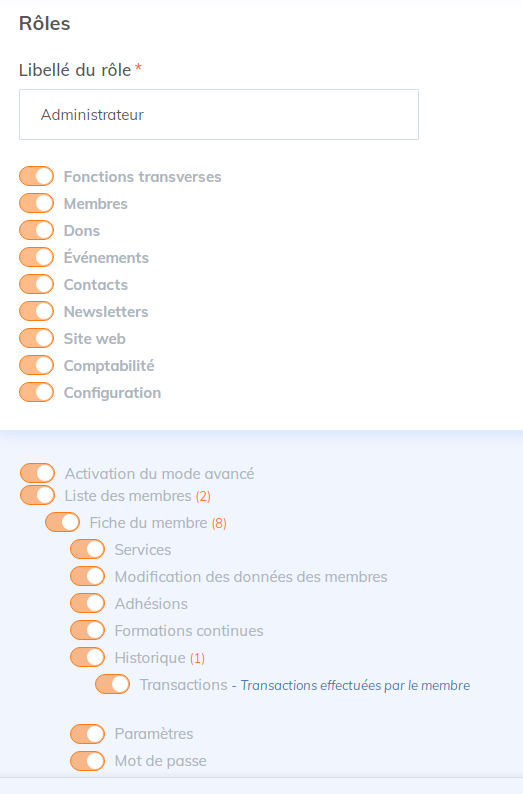 Rôles
Libellé du rôle *
Administrateur
Fonctions transverses
Membres
Dons
Événements
Contacts
Newsletters
Site web
Comptabilité
Configuration
Activation du mode avancé
Liste des membres (2)
Fiche du membre (8)
Services
Modification des données des membres
Adhésions
Formations continues
Historique (1)
Transactions - Transactions effectuées par le membre
Paramètres
Mot de passe